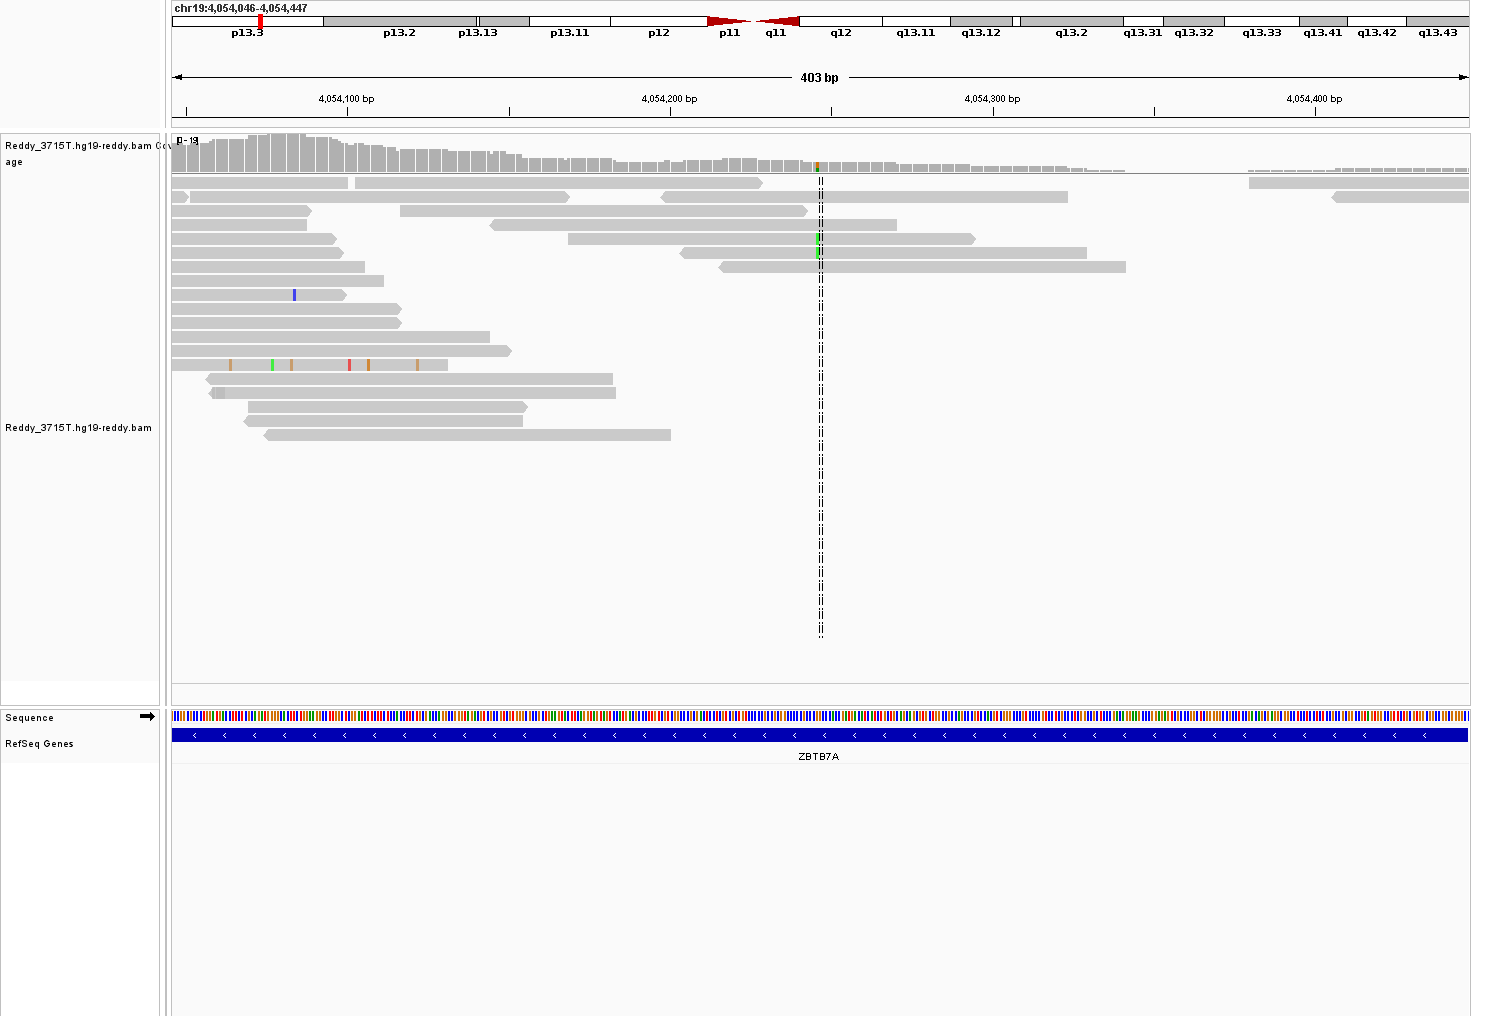 chr19:4,054,046-4,054,447
p13.3 p13.2 p13.13 p13.11 p12 p11 q11 q12 q13.11 q13.12 q13.2 q13.31 q13.32 q13.33 q13.41 q13.42 q13.43
403 bp
4,054,100 bp 4,054,200 bp 4,054,300 bp 4,054,400 bp
Reddy_3715T.hg19-reddy.bam Cov
age
[0 - 19]
Reddy_3715T.hg19-reddy.bam
Sequence
RefSeq Genes
ZBTB7A